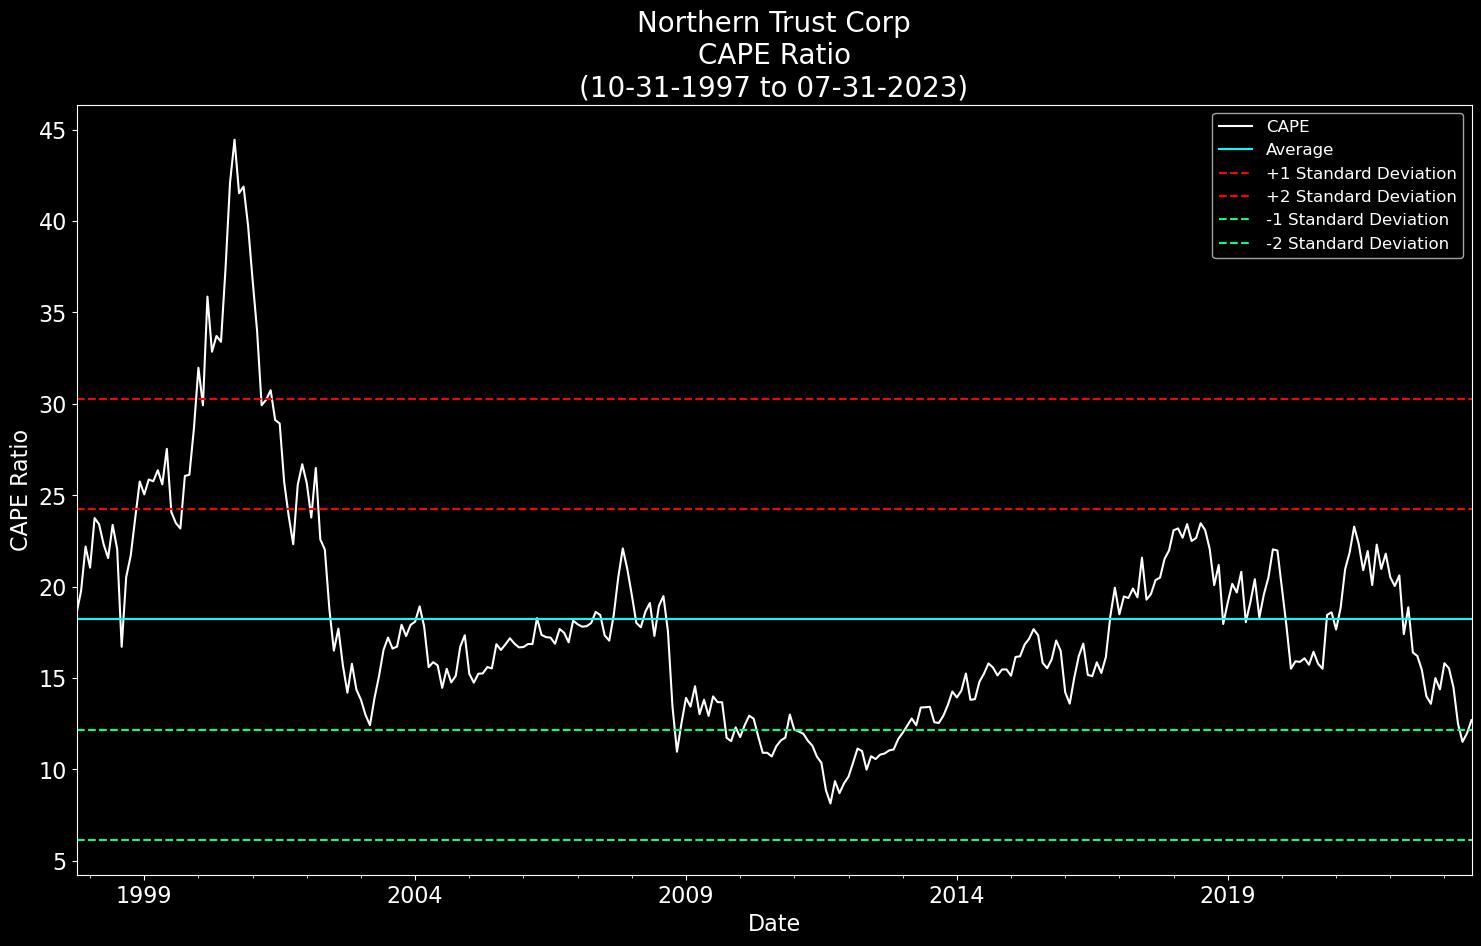 Northern Trust Corp
CAPE Ratio
(10-31-1997 to 07-31-2023)
CAPE
Average
+1 Standard Deviation
+2 Standard Deviation
-1 Standard Deviation
-2 Standard Deviation
CAPE Ratio
45
40
35
30
25
20
15
10
5
1999 2004 2009 2014 2019
Date